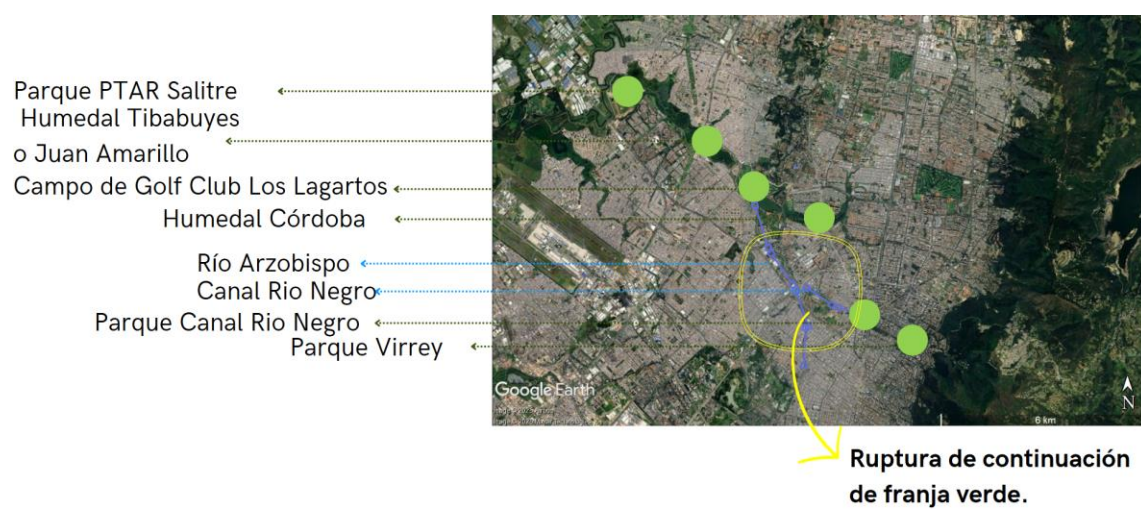 Parque PTAR Salitre
Humedal Tibabuyes
o Juan Amarillo
Campo de Golf Club Los Lagartos
Humedal Córdoba
Río Arzobispo
Canal Rio Negro
Parque Canal Rio Negro
Parque Virrey
Google Earth
N
6 km
Ruptura de continuación
de franja verde.